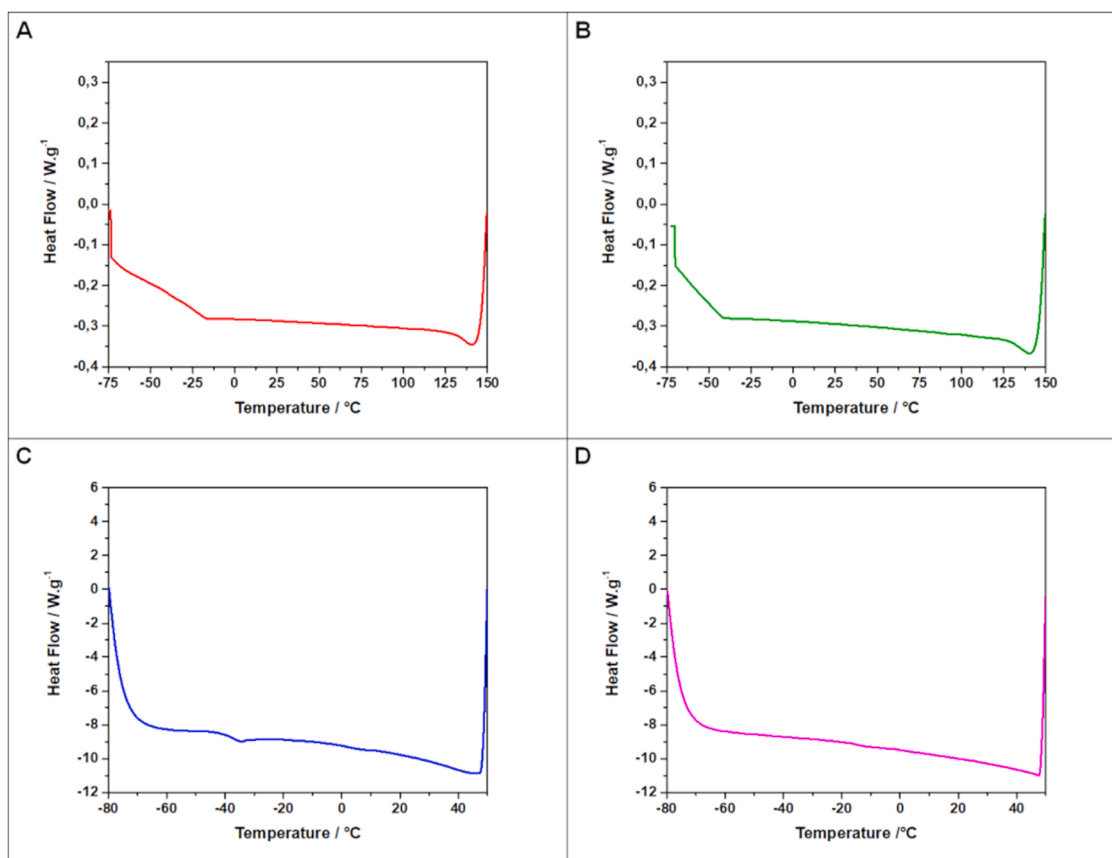 A
Heat Flow / W.g⁻¹
0,3
0,2
0,1
0,0
-0,1
-0,2
-0,3
-0,4
-75 -50 -25 0 25 50 75 100 125 150
Temperature / °C
B
Heat Flow / W.g⁻¹
0,3
0,2
0,1
0,0
-0,1
-0,2
-0,3
-0,4
-75 -50 -25 0 25 50 75 100 125 150
Temperature / °C
C
Heat Flow / W.g⁻¹
6
4
2
0
-2
-4
-6
-8
-10
-12
-80 -60 -40 -20 0 20 40
Temperature / °C
D
Heat Flow / W.g⁻¹
6
4
2
0
-2
-4
-6
-8
-10
-12
-80 -60 -40 -20 0 20 40
Temperature /°C